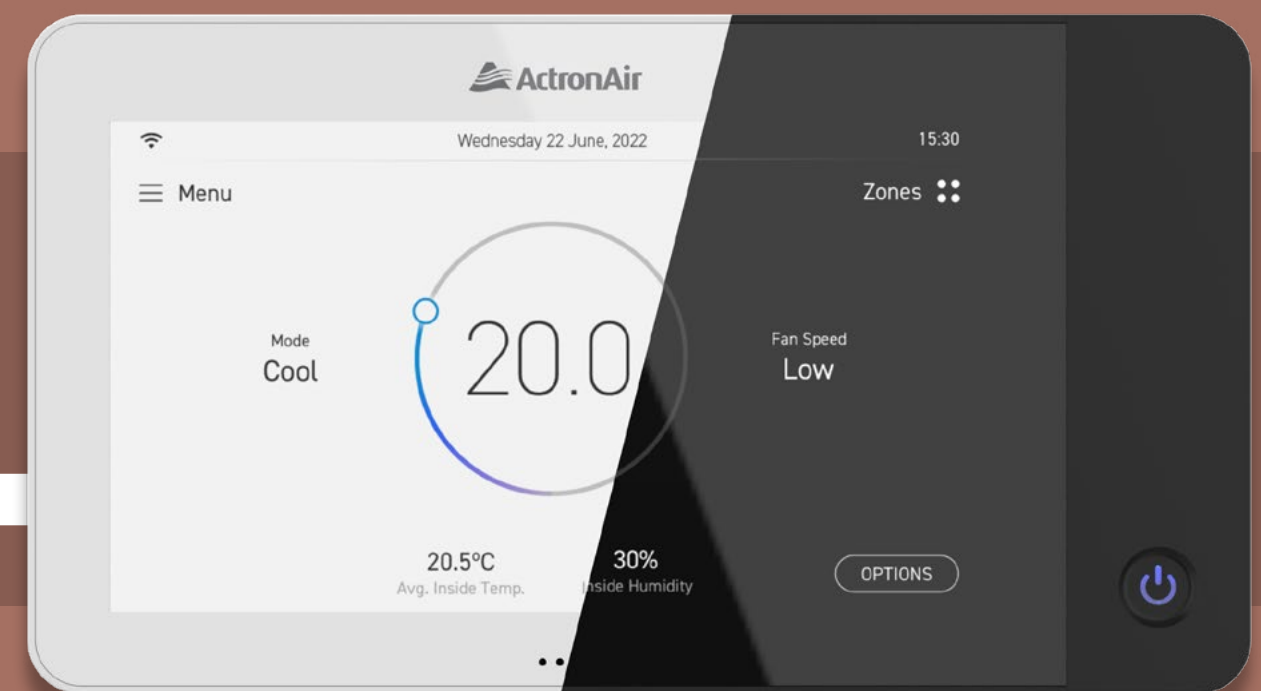 ActronAir
Wednesday 22 June, 2022
15:30
Menu
Zones
Mode
Cool
20.0
Fan Speed
Low
20.5°C
Avg. Inside Temp.
30%
Inside Humidity
OPTIONS